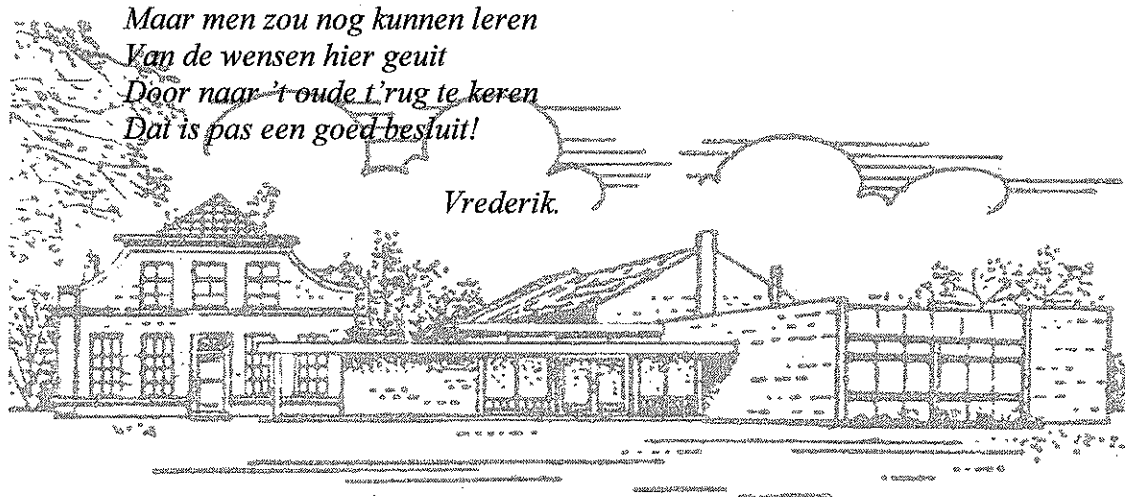 Maar men zou nog kunnen leren
Van de wensen hier geuit
Door naar 't oude t'rug te keren
Dat is pas een goed besluit!
Vrederik.